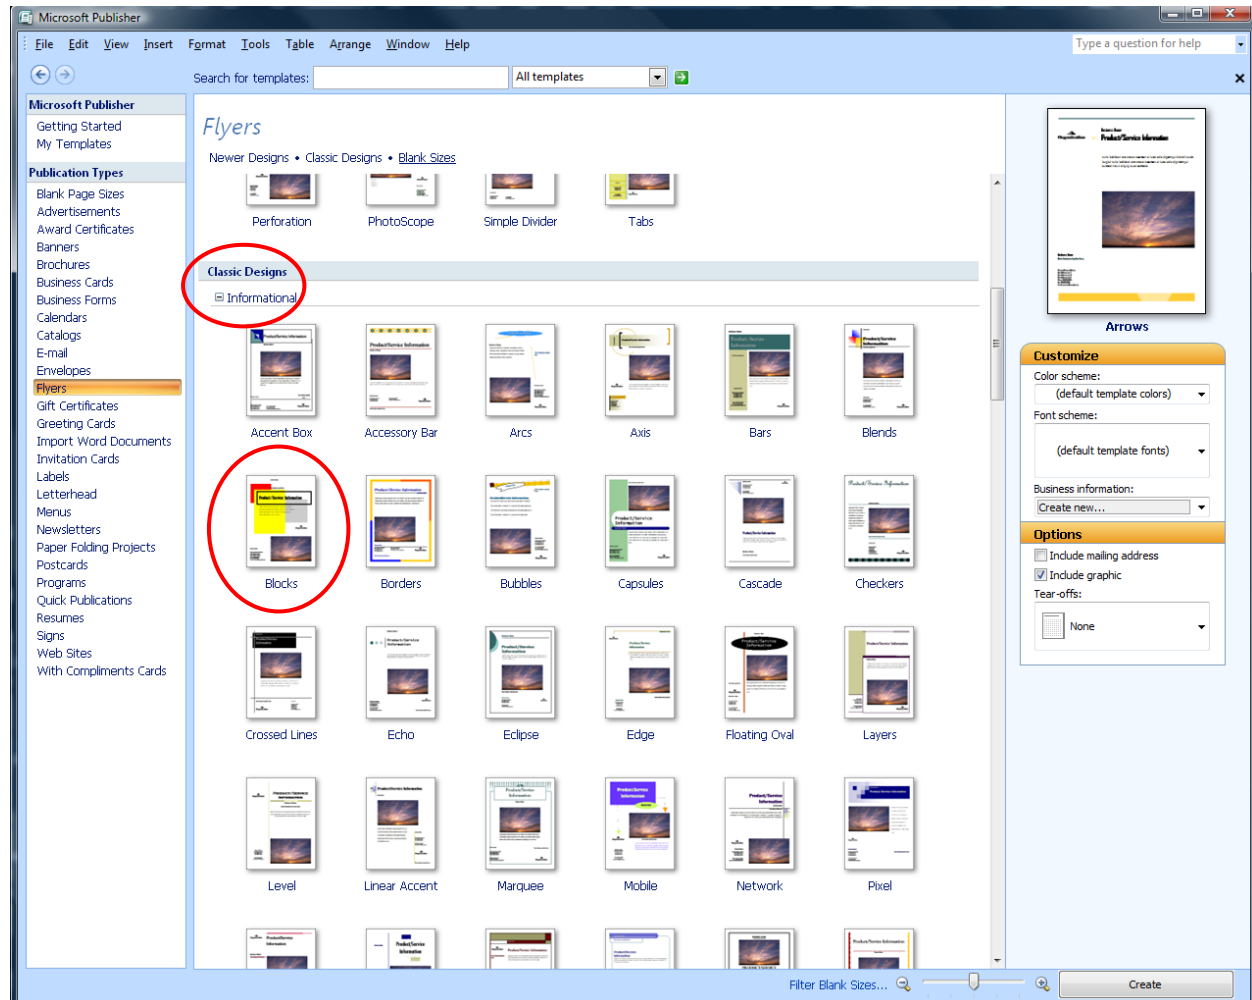 Microsoft Publisher
File Edit View Insert Format Tools Table Arrange Window Help
Type a question for help
Search for templates:
All templates
Microsoft Publisher
Getting Started
My Templates
Publication Types
Blank Page Sizes
Advertisements
Award Certificates
Banners
Brochures
Business Cards
Business Forms
Calendars
Catalogs
E-mail
Envelopes
Flyers
Gift Certificates
Greeting Cards
Import Word Documents
Invitation Cards
Labels
Letterhead
Menus
Newsletters
Paper Folding Projects
Postcards
Programs
Quick Publications
Resumes
Signs
Web Sites
With Compliments Cards
Flyers
Newer Designs • Classic Designs • Blank Sizes
Perforation PhotoScope Simple Divider Tabs
Classic Designs
Informational
Accent Box Accessory Bar Arcs Axis Bars Blends
Blocks Borders Bubbles Capsules Cascade Checkers
Crossed Lines Echo Eclipse Edge Floating Oval Layers
Level Linear Accent Marquee Mobile Network Pixel
Product/Service Information
Arrows
Customize
Color scheme:
(default template colors)
Font scheme:
(default template fonts)
Business information:
Create new...
Options
Include mailing address
Include graphic
Tear-offs:
None
Filter Blank Sizes...
Create